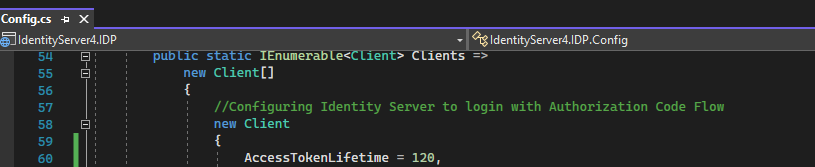 Config.cs
IdentityServer4.IDP IdentityServer4.IDP.Config
54 public static IEnumerable<Client> Clients =>
55 new Client[]
56 {
57 //Configuring Identity Server to login with Authorization Code Flow
58 new Client
59 {
60 AccessTokenLifetime = 120,